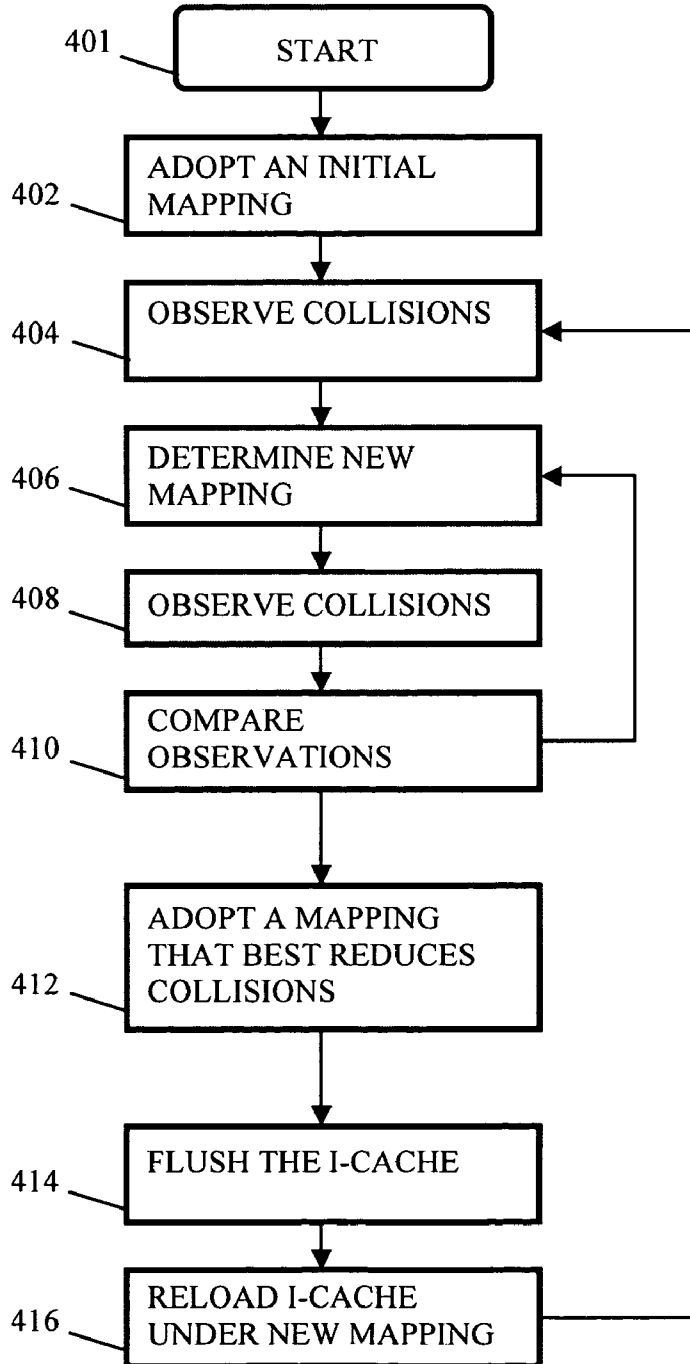 401
START
402
ADOPT AN INITIAL
MAPPING
404
OBSERVE COLLISIONS
406
DETERMINE NEW
MAPPING
408
OBSERVE COLLISIONS
410
COMPARE
OBSERVATIONS
412
ADOPT A MAPPING
THAT BEST REDUCES
COLLISIONS
414
FLUSH THE I-CACHE
416
RELOAD I-CACHE
UNDER NEW MAPPING